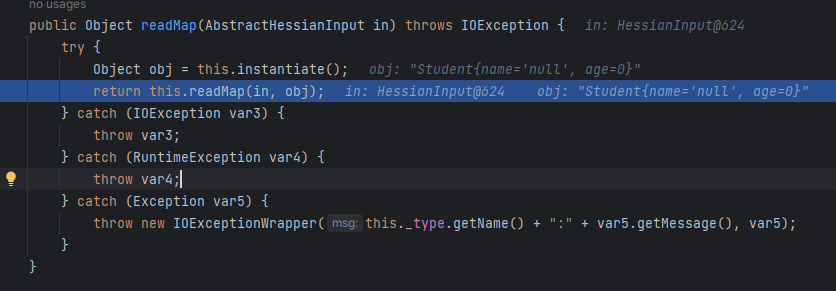 no usages
public Object readMap(AbstractHessianInput in) throws IOException {   in: HessianInput@624
    try {
        Object obj = this.instantiate();   obj: "Student{name='null', age=0}"
        return this.readMap(in, obj);   in: HessianInput@624    obj: "Student{name='null', age=0}"
    } catch (IOException var3) {
        throw var3;
    } catch (RuntimeException var4) {
        throw var4;
    } catch (Exception var5) {
        throw new IOExceptionWrapper( msg: this._type.getName() + ":" + var5.getMessage(), var5);
    }
}